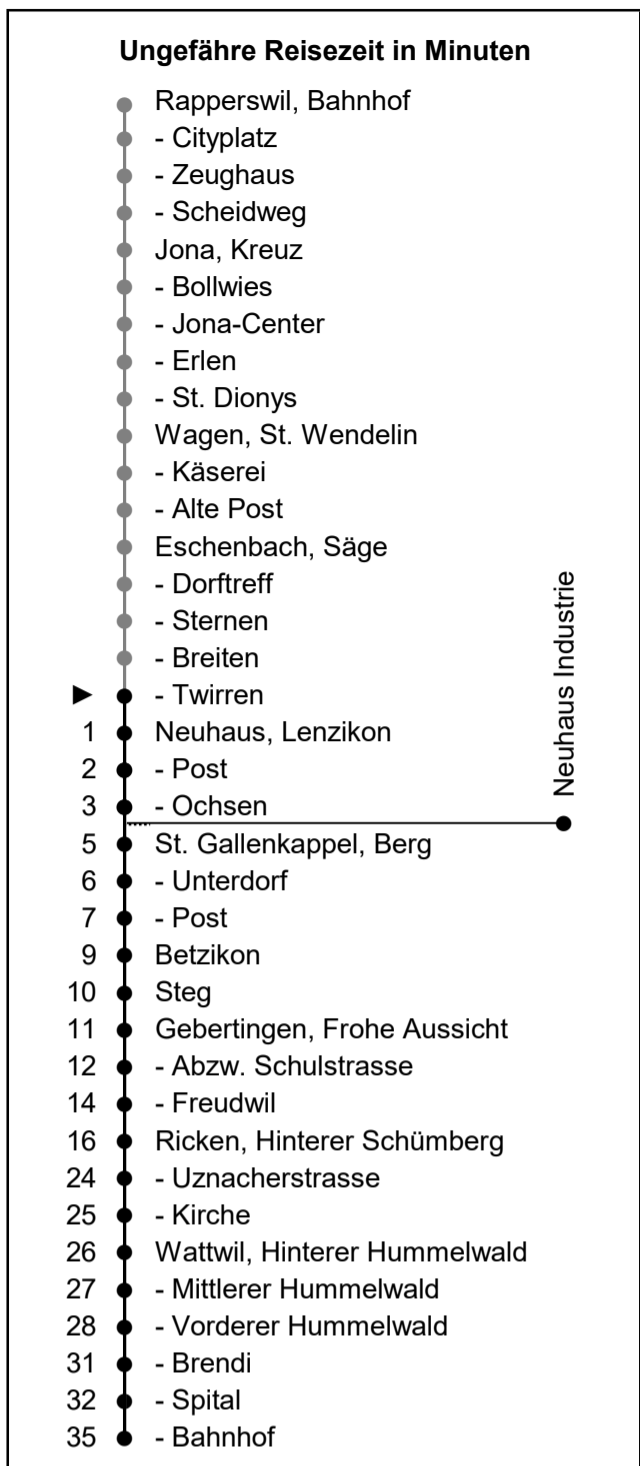 Ungefähre Reisezeit in Minuten
Rapperswil, Bahnhof
- Cityplatz
- Zeughaus
- Scheidweg
Jona, Kreuz
- Bollwies
- Jona-Center
- Erlen
- St. Dionys
Wagen, St. Wendelin
- Käserei
- Alte Post
Eschenbach, Säge
- Dorftreff
- Sternen
- Breiten
► - Twirren
1 Neuhaus, Lenzikon
2 - Post
3 - Ochsen
Neuhaus Industrie
5 St. Gallenkappel, Berg
6 - Unterdorf
7 - Post
9 Betzikon
10 Steg
11 Gebertingen, Frohe Aussicht
12 - Abzw. Schulstrasse
14 - Freudwil
16 Ricken, Hinterer Schümberg
24 - Uznacherstrasse
25 - Kirche
26 Wattwil, Hinterer Hummelwald
27 - Mittlerer Hummelwald
28 - Vorderer Hummelwald
31 - Brendi
32 - Spital
35 - Bahnhof